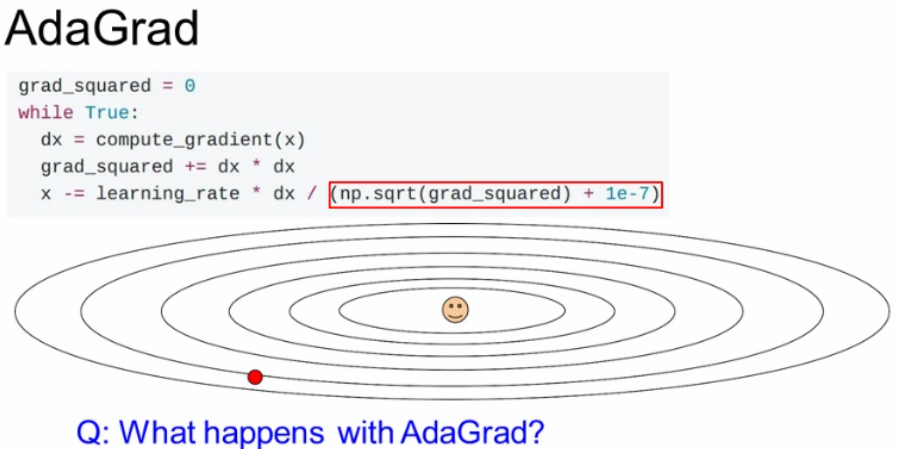 AdaGrad
grad_squared = 0
while True:
  dx = compute_gradient(x)
  grad_squared += dx * dx
  x -= learning_rate * dx / (np.sqrt(grad_squared) + 1e-7)
Q: What happens with AdaGrad?